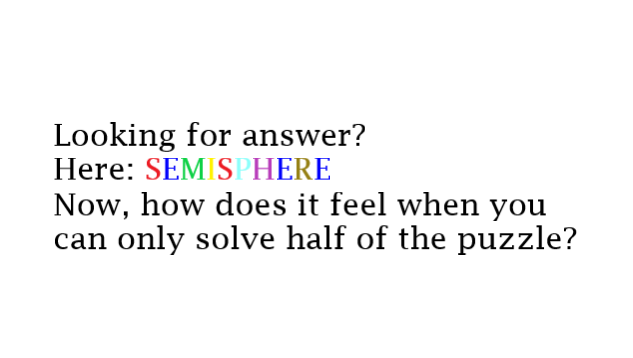 Looking for answer?
Here: SEMISPHERE
Now, how does it feel when you
can only solve half of the puzzle?